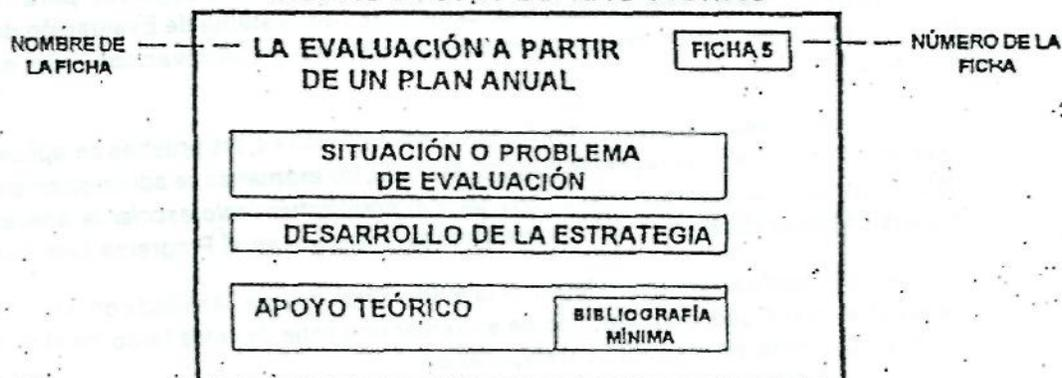 NOMBRE DE
LA FICHA
LA EVALUACIÓN A PARTIR
DE UN PLAN ANUAL
FICHA 5
NÚMERO DE LA
FICHA
SITUACIÓN O PROBLEMA
DE EVALUACIÓN
DESARROLLO DE LA ESTRATEGIA
APOYO TEÓRICO
BIBLIOGRAFÍA
MÍNIMA